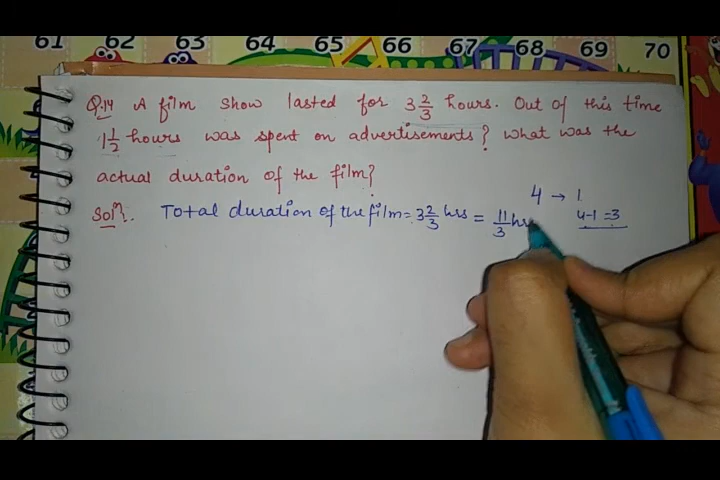 61 62 63 64 65 66 67 68 69 70
Q.14 A film show lasted for 3 2/3 hours. Out of this time
1 1/2 hours was spent on advertisements? What was the
actual duration of the film?
Sol^n. Total duration of the film = 3 2/3 hrs = 11/3 hrs
4 → 1
4-1 = 3